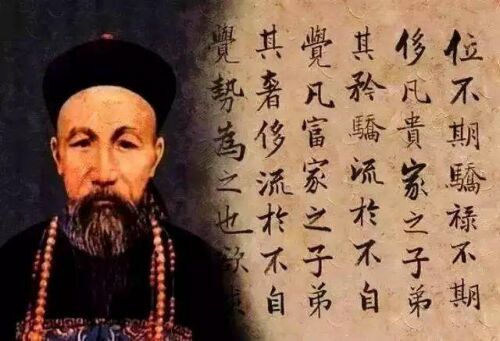 位不期驕禄不期
侈凡貴家之子弟
其矜驕流於不自
覺凡富家之子弟
其奢侈流於不自
覺勢為之也欲